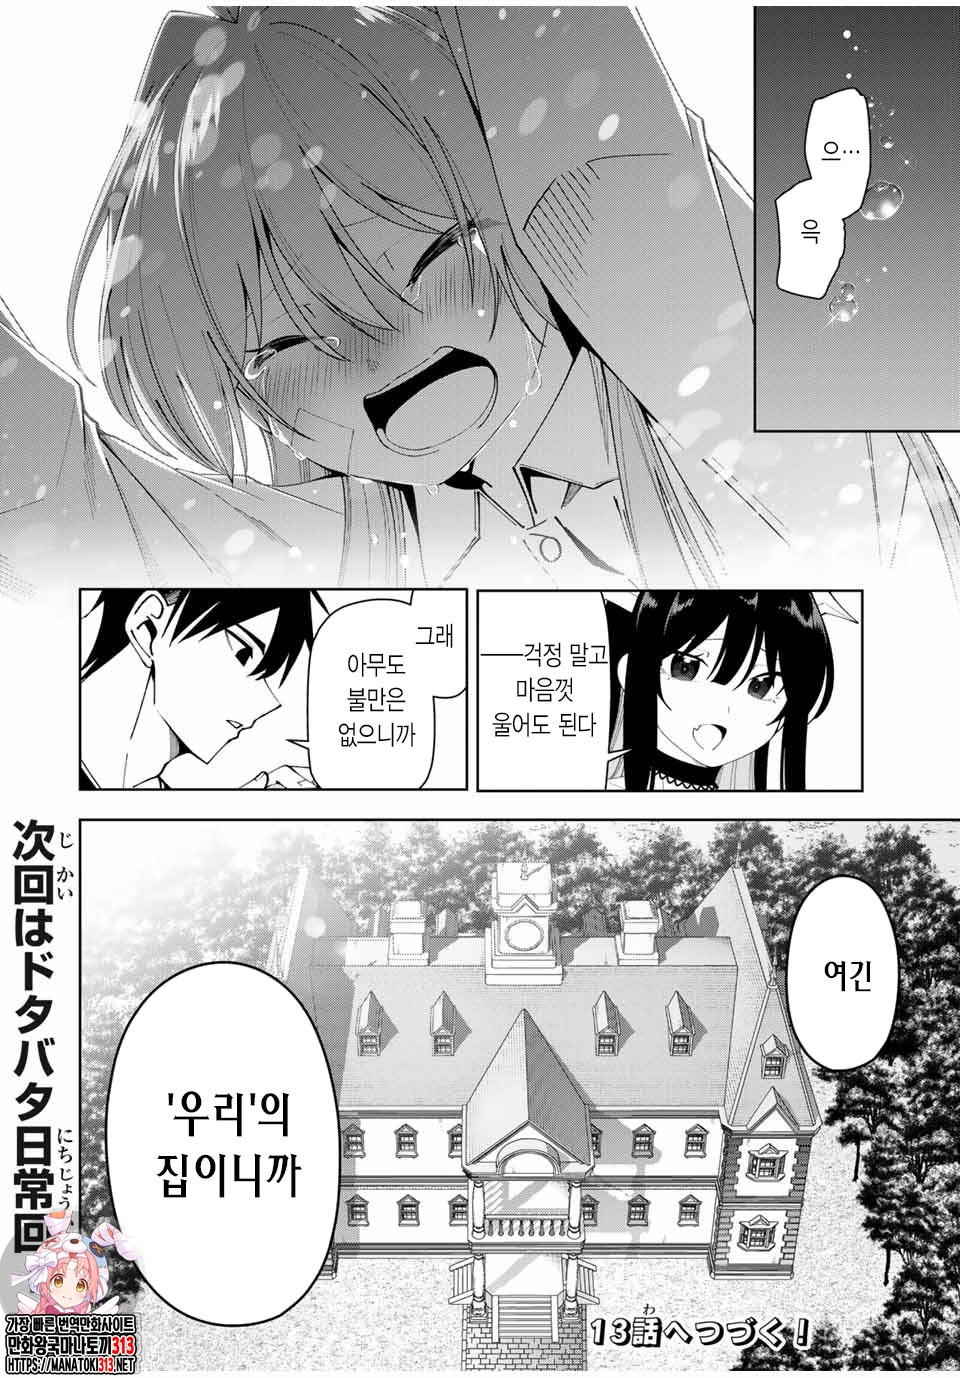 으…
윽
――걱정 말고
마음껏
울어도 된다
그래
아무도
불만은
없으니까
여긴
'우리'의
집이니까
次回はドタバタ日常回
じかい
にちじょう
13話へつづく!
わ
가장 빠른 번역만화사이트
만화왕국마나토끼313
HTTPS://MANATOKI313.NET